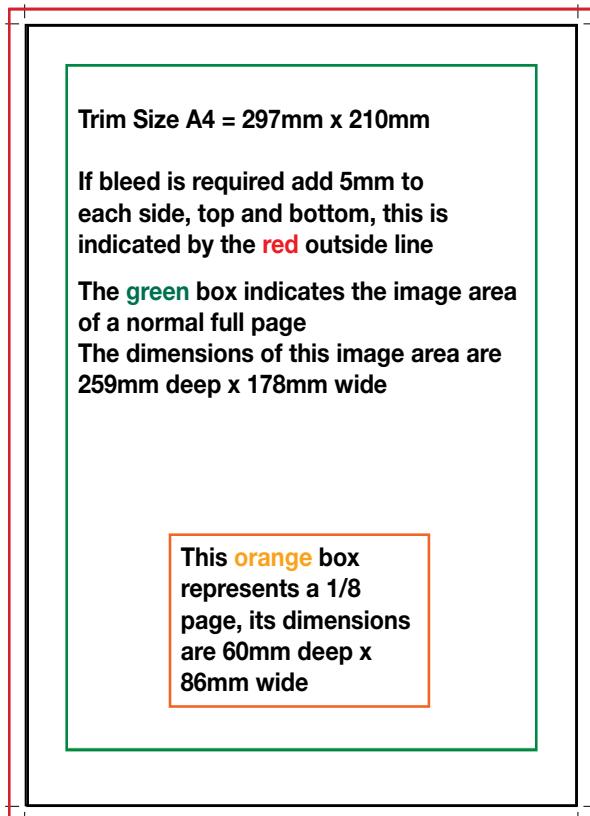 Trim Size A4 = 297mm x 210mm
If bleed is required add 5mm to
each side, top and bottom, this is
indicated by the red outside line
The green box indicates the image area
of a normal full page
The dimensions of this image area are
259mm deep x 178mm wide
This orange box
represents a 1/8
page, its dimensions
are 60mm deep x
86mm wide